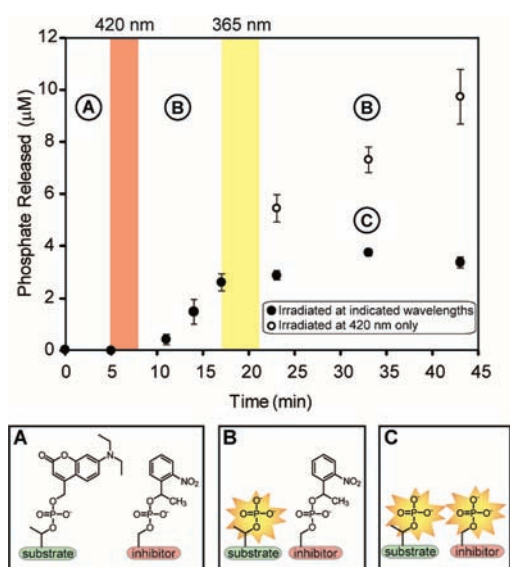 420 nm 365 nm
Phosphate Released (μM)
12
10
8
6
4
2
0
A
B
B
C
Irradiated at indicated wavelengths
Irradiated at 420 nm only
0 5 10 15 20 25 30 35 40 45
Time (min)
A
O O N
O
O P O⁻
O
substrate
NO₂
O CH₃
O P O⁻
O
inhibitor
B
O⁻
O P O⁻
O
substrate
NO₂
O CH₃
O P O⁻
O
inhibitor
C
O⁻
O P O⁻
O
substrate
O⁻
O P O⁻
O
inhibitor